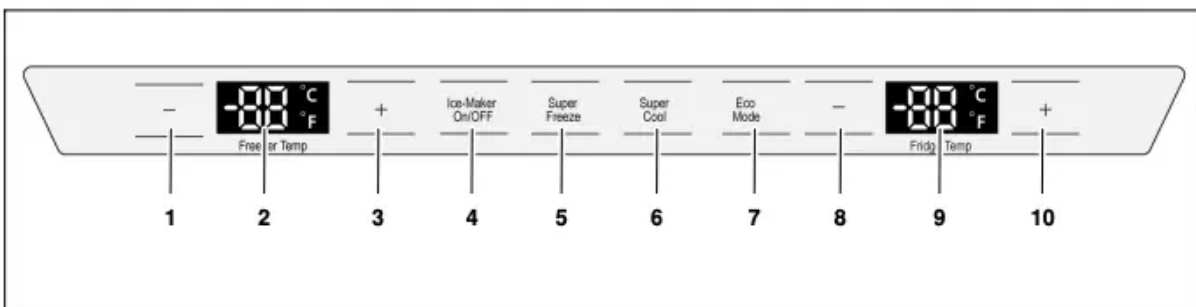 -
-88 °C
°F
Freezer Temp
+
Ice-Maker
On/OFF
Super
Freeze
Super
Cool
Eco
Mode
-
-88 °C
°F
Fridge Temp
+
1 2 3 4 5 6 7 8 9 10